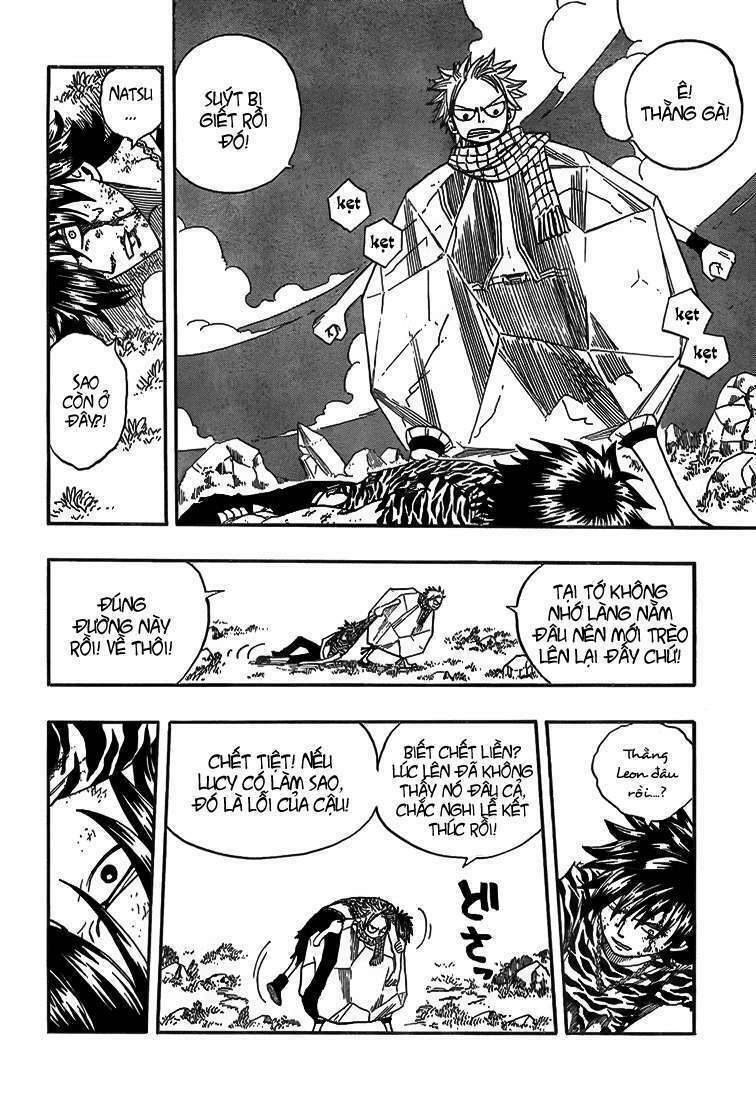 Ê!
THẰNG GÀ!
SUÝT BỊ
GIẾT RỒI
ĐÓ!
kẹt
kẹt
kẹt
kẹt
NATSU
...
SAO
CÒN Ở
ĐÂY?!
TẠI TỚ KHÔNG
NHỚ LÀNG NẰM
ĐÂU NÊN MỚI TRÈO
LÊN LẠI ĐẤY CHỨ!
ĐÚNG
ĐƯỜNG NÀY
RỒI! VỀ THÔI!
Thằng
Leon đâu
rồi....?
BIẾT CHẾT LIỀN?
LÚC LÊN ĐÃ KHÔNG
THẤY NÓ ĐÂU CẢ,
CHẮC NGHI LỄ KẾT
THÚC RỒI!
CHẾT TIỆT! NẾU
LUCY CÓ LÀM SAO,
ĐÓ LÀ LỖI CỦA CẬU!
どさっ